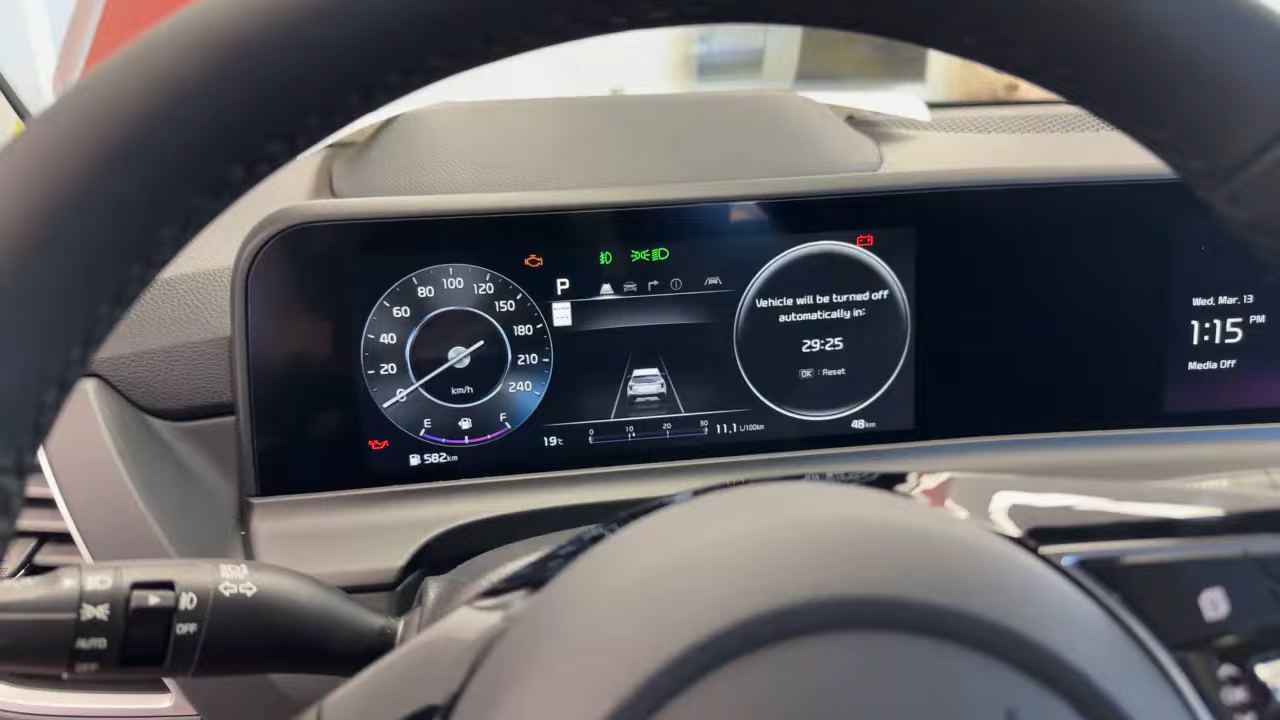 P
100
80
120
60
150
40
180
20
210
0
240
km/h
E
F
582km
19°c
0
10
20
30
11.1 L/100km
Vehicle will be turned off
automatically in:
29:25
OK : Reset
48km
Wed, Mar, 13
1:15 PM
Media Off
OFF
AUTO